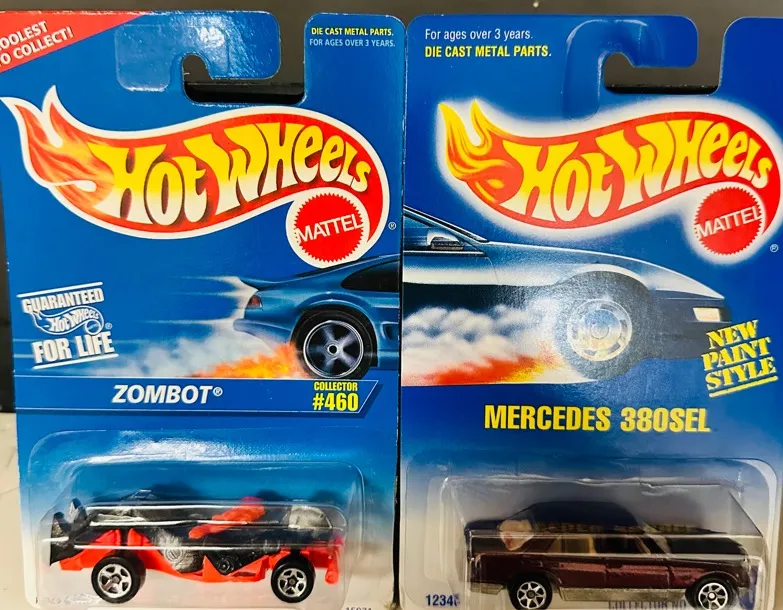 COOLEST
TO COLLECT!
DIE CAST METAL PARTS.
FOR AGES OVER 3 YEARS.
Hot Wheels
MATTEL
®
GUARANTEED
Hot Wheels®
FOR LIFE
ZOMBOT®
COLLECTOR
#460
For ages over 3 years.
DIE CAST METAL PARTS.
Hot Wheels
MATTEL
®
NEW
PAINT
STYLE
MERCEDES 380SEL
COLLECTOR NO